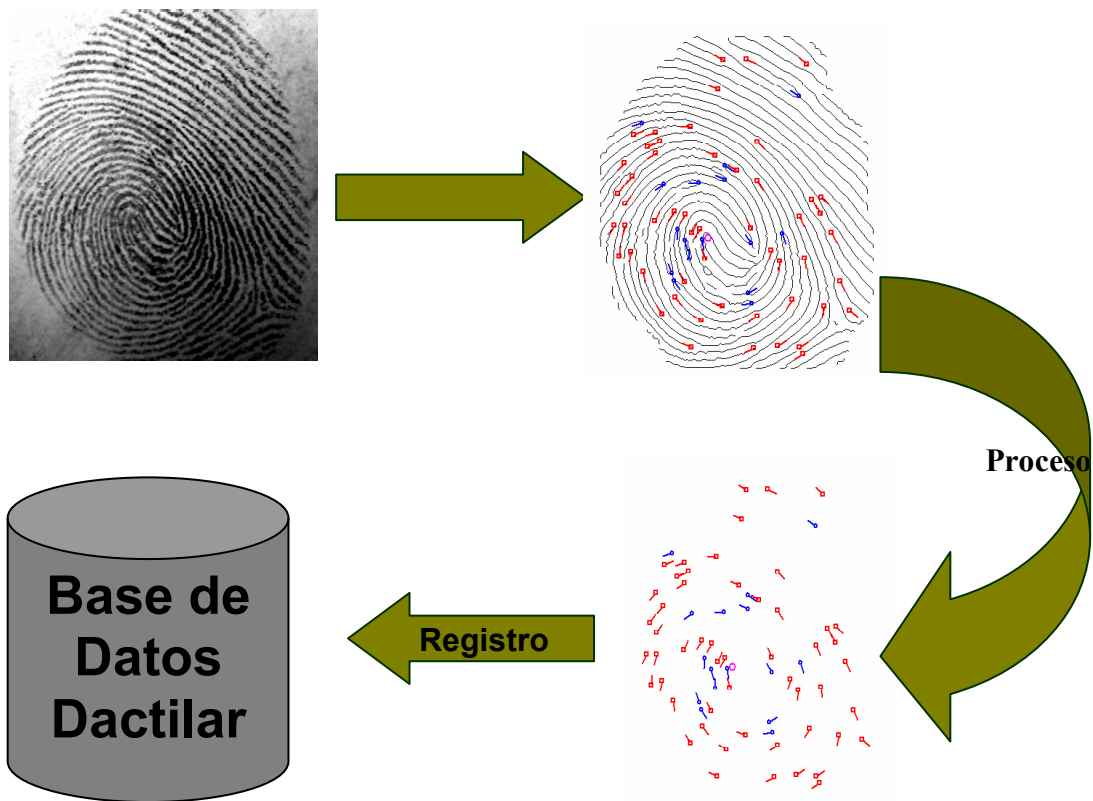 Proceso
Registro
Base de
Datos
Dactilar